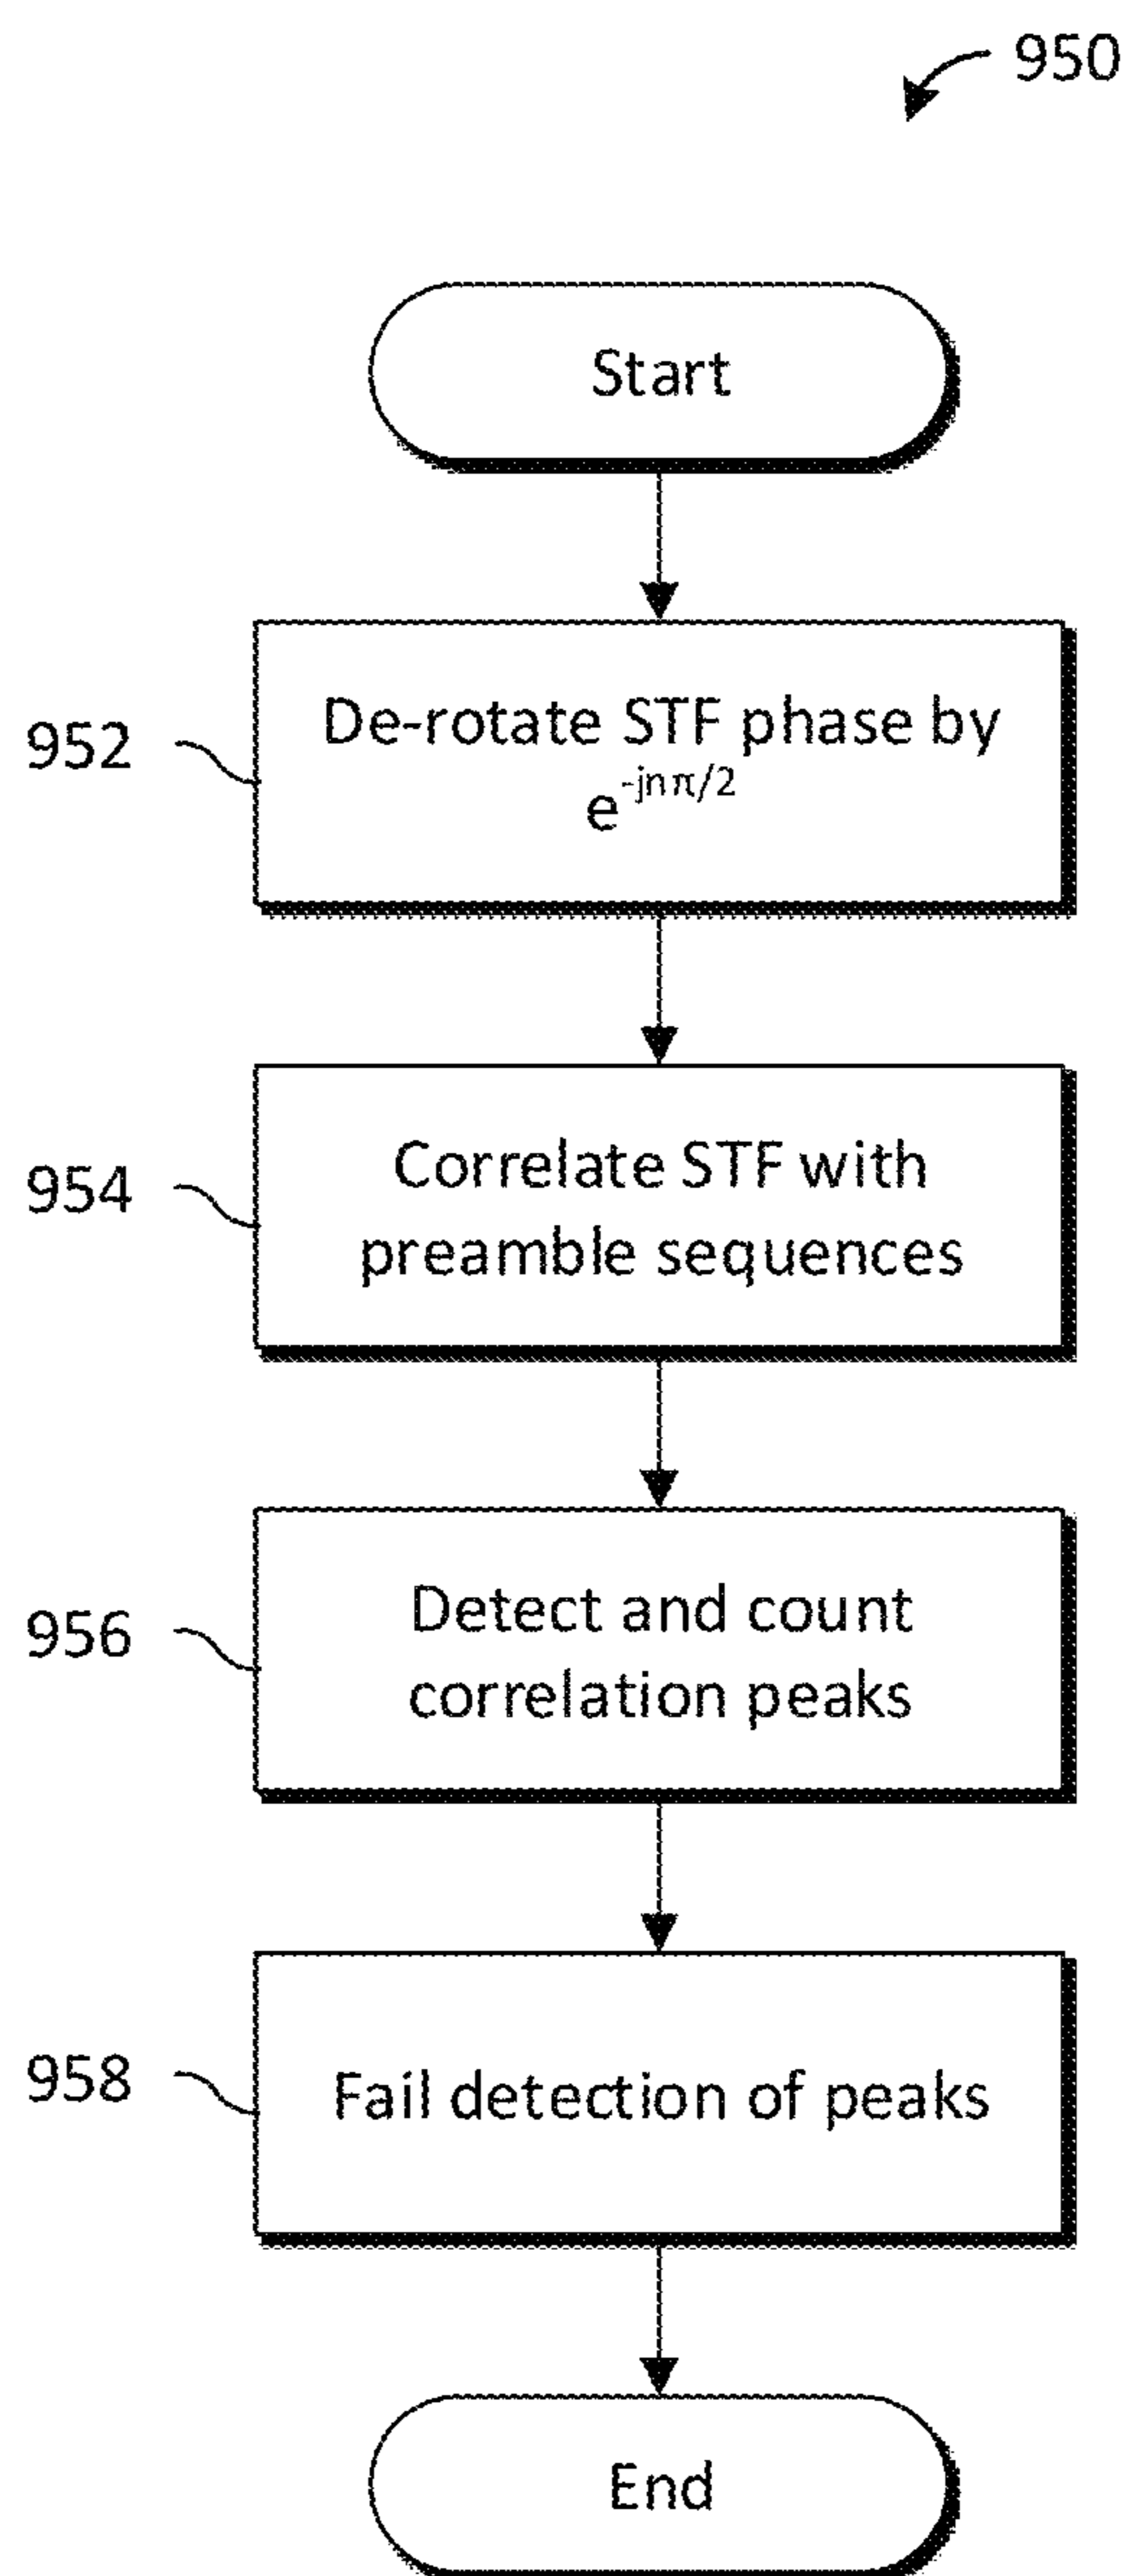 950
Start
952
De-rotate STF phase by
e^-jnπ/2
954
Correlate STF with
preamble sequences
956
Detect and count
correlation peaks
958
Fail detection of peaks
End